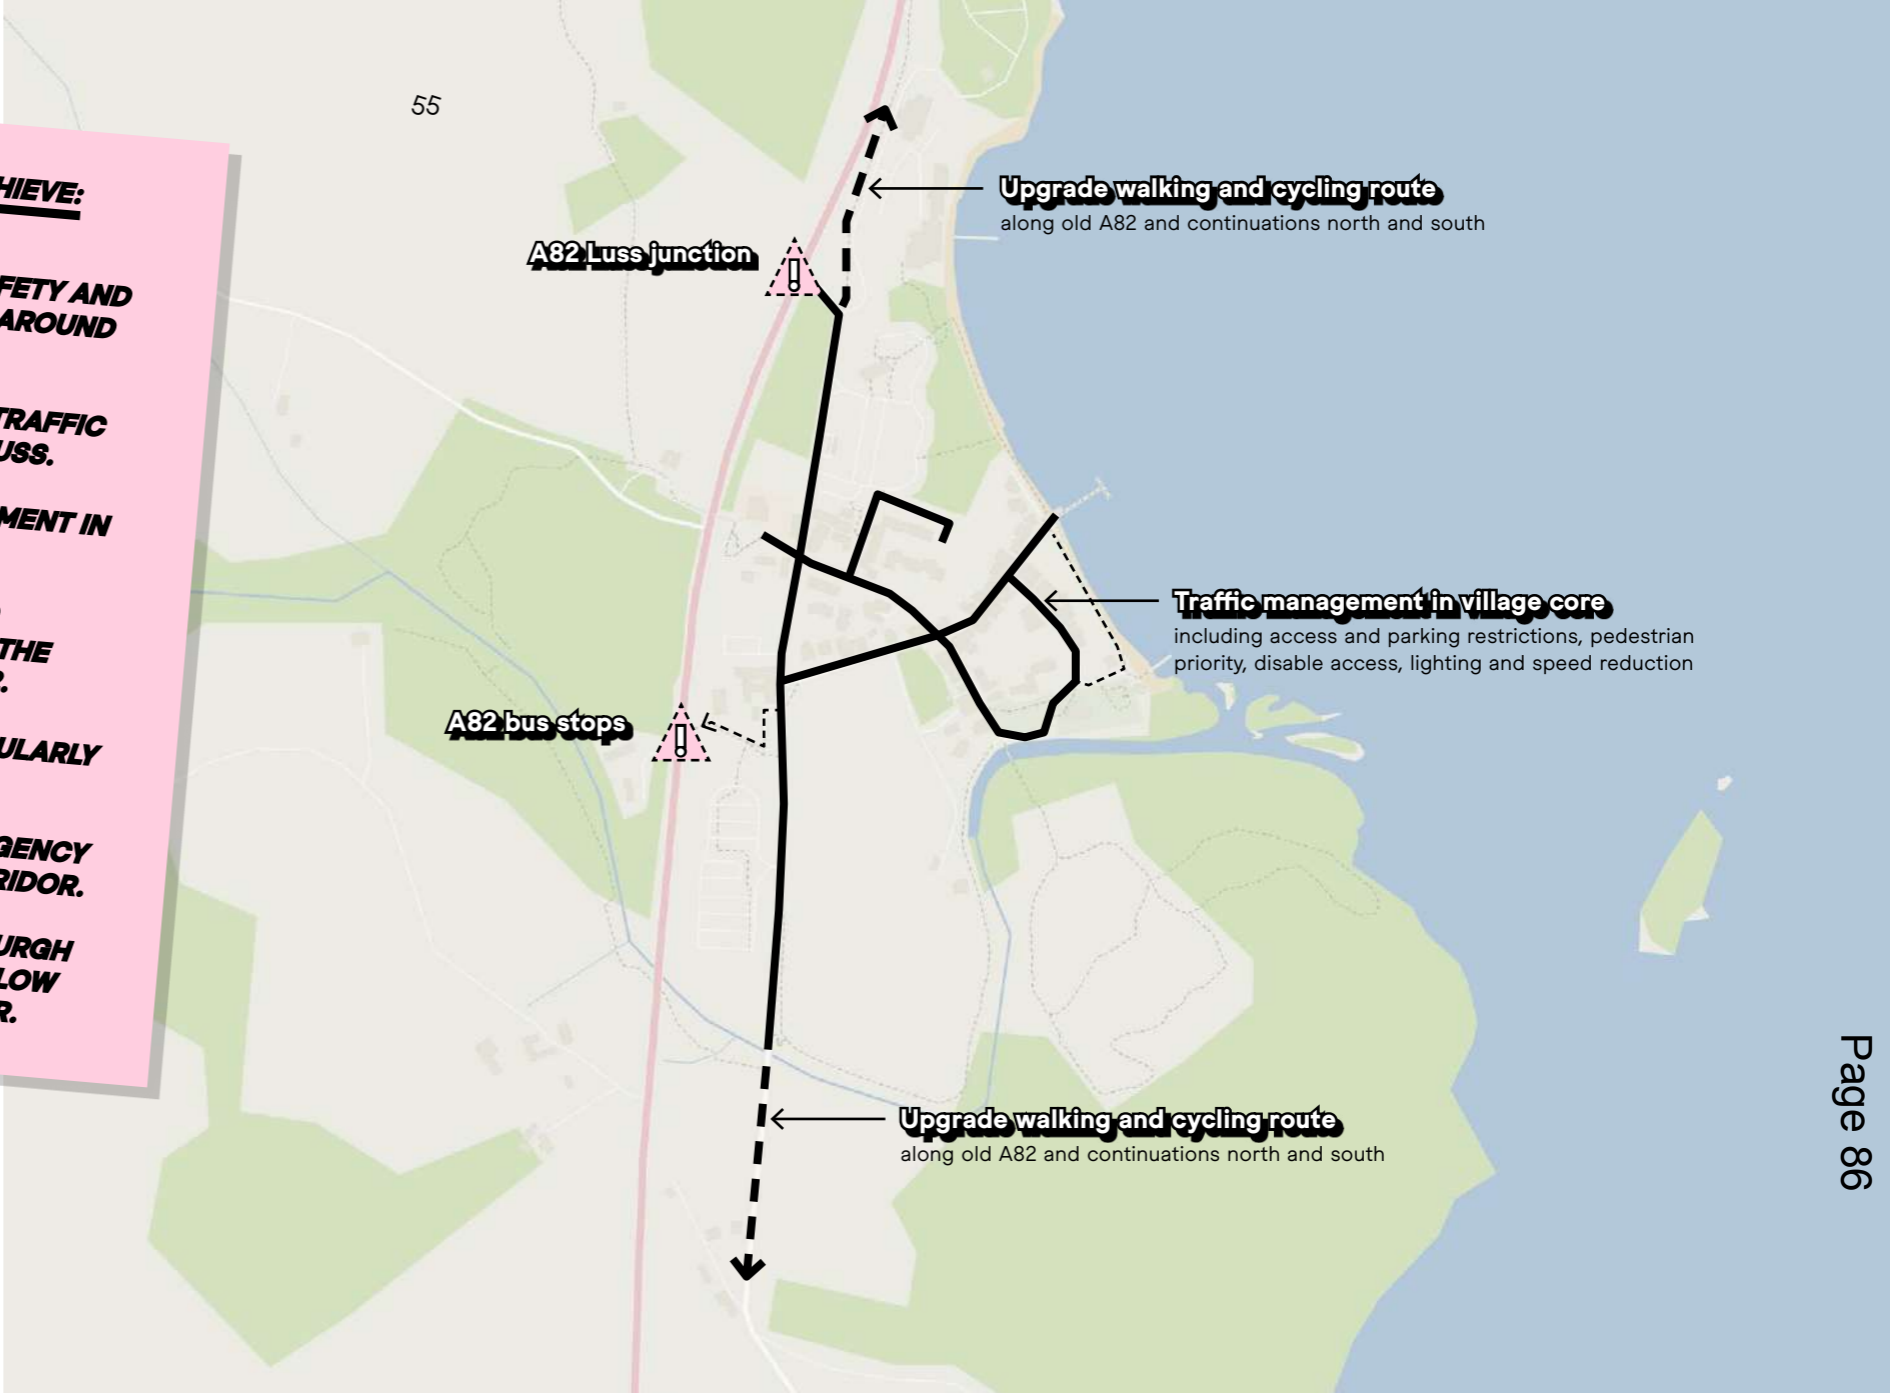 55
HIEVE:
FETY AND
AROUND
TRAFFIC
USS.
MENT IN
THE
ULARLY
GENCY
RIDOR.
URGH
LOW
R.
Upgrade walking and cycling route
along old A82 and continuations north and south
A82 Luss junction
Traffic management in village core
including access and parking restrictions, pedestrian
priority, disable access, lighting and speed reduction
A82 bus stops
Upgrade walking and cycling route
along old A82 and continuations north and south
Page 86